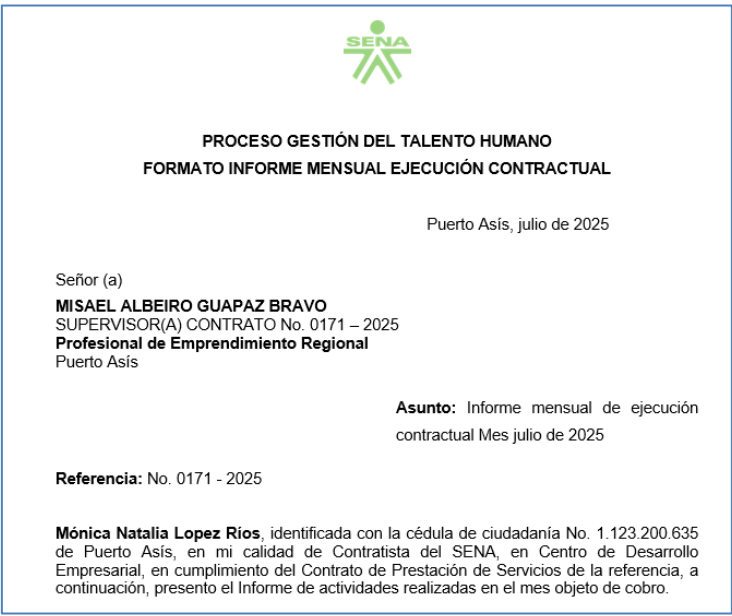 SENA
PROCESO GESTIÓN DEL TALENTO HUMANO
FORMATO INFORME MENSUAL EJECUCIÓN CONTRACTUAL
Puerto Asís, julio de 2025
Señor (a)
MISAEL ALBEIRO GUAPAZ BRAVO
SUPERVISOR(A) CONTRATO No. 0171 – 2025
Profesional de Emprendimiento Regional
Puerto Asís
Asunto: Informe mensual de ejecución
contractual Mes julio de 2025
Referencia: No. 0171 - 2025
Mónica Natalia Lopez Ríos, identificada con la cédula de ciudadanía No. 1.123.200.635
de Puerto Asís, en mi calidad de Contratista del SENA, en Centro de Desarrollo
Empresarial, en cumplimiento del Contrato de Prestación de Servicios de la referencia, a
continuación, presento el Informe de actividades realizadas en el mes objeto de cobro.